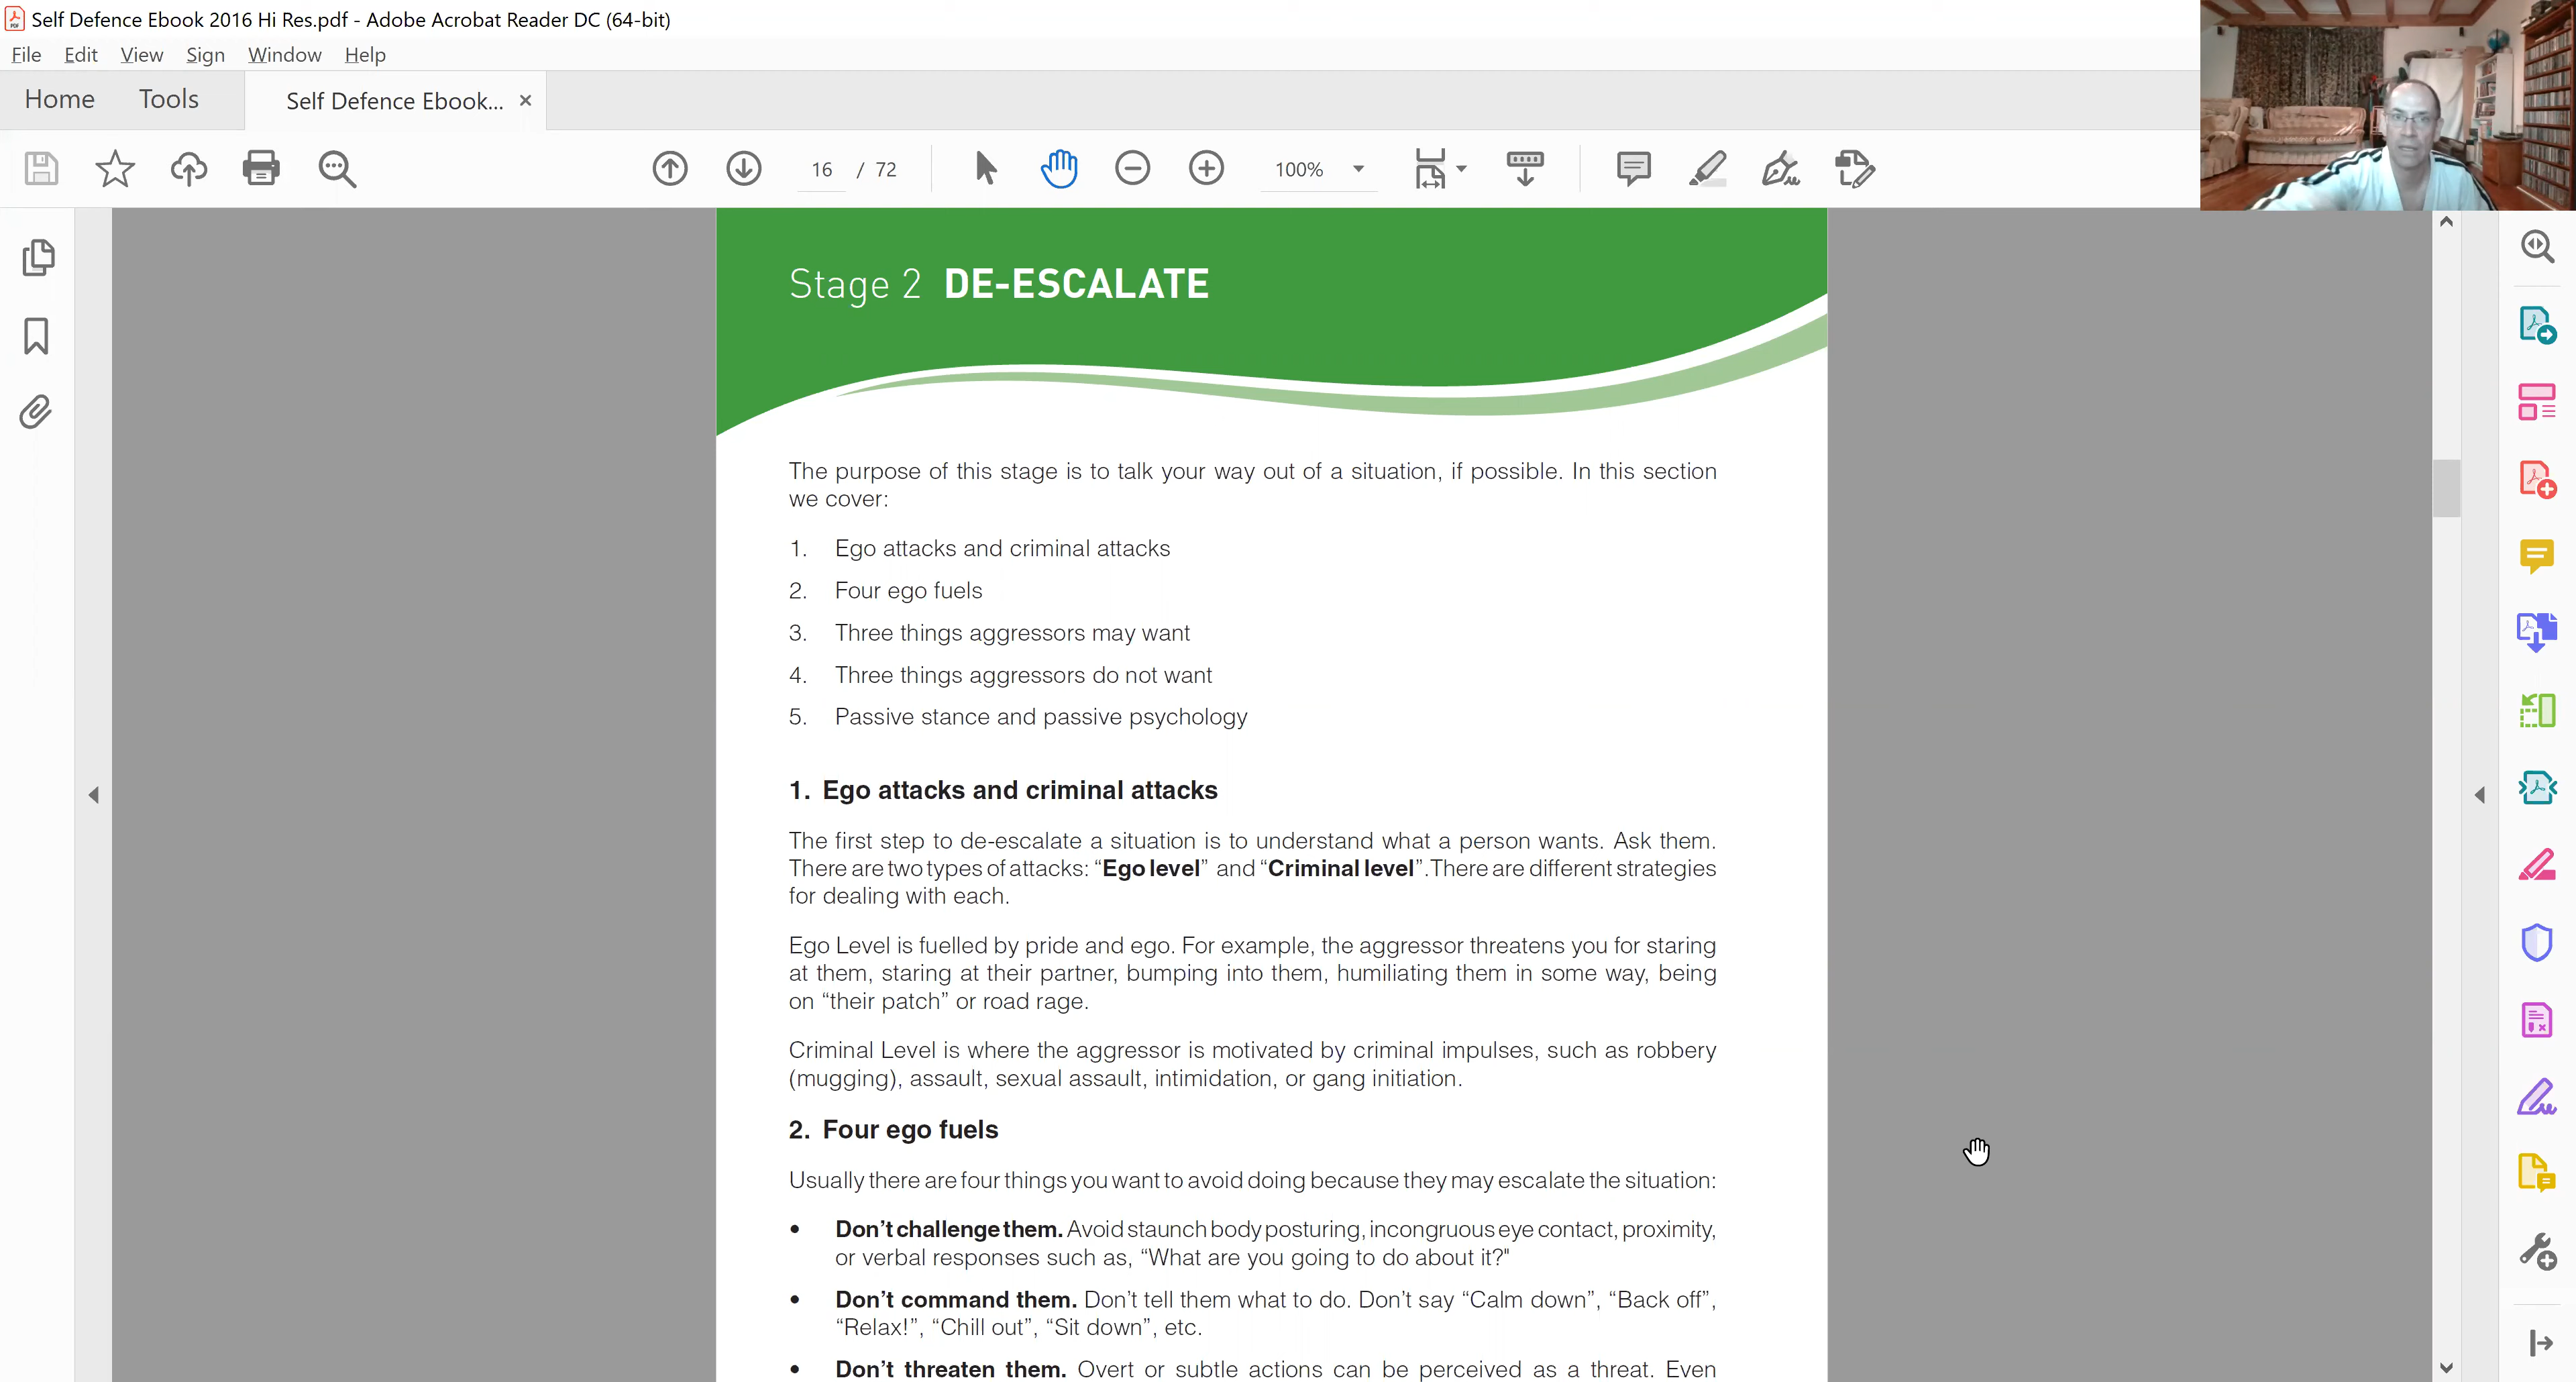 Self Defence Ebook 2016 Hi Res.pdf - Adobe Acrobat Reader DC (64-bit)
File Edit View Sign Window Help
Home Tools Self Defence Ebook... ×
16 / 72 100%
Stage 2 DE-ESCALATE
The purpose of this stage is to talk your way out of a situation, if possible. In this section
we cover:
1. Ego attacks and criminal attacks
2. Four ego fuels
3. Three things aggressors may want
4. Three things aggressors do not want
5. Passive stance and passive psychology
1. Ego attacks and criminal attacks
The first step to de-escalate a situation is to understand what a person wants. Ask them.
There are two types of attacks: “Ego level” and “Criminal level”. There are different strategies
for dealing with each.
Ego Level is fuelled by pride and ego. For example, the aggressor threatens you for staring
at them, staring at their partner, bumping into them, humiliating them in some way, being
on “their patch” or road rage.
Criminal Level is where the aggressor is motivated by criminal impulses, such as robbery
(mugging), assault, sexual assault, intimidation, or gang initiation.
2. Four ego fuels
Usually there are four things you want to avoid doing because they may escalate the situation:
• Don’t challenge them. Avoid staunch body posturing, incongruous eye contact, proximity,
or verbal responses such as, “What are you going to do about it?"
• Don’t command them. Don’t tell them what to do. Don’t say “Calm down”, “Back off”,
“Relax!”, “Chill out”, “Sit down”, etc.
• Don’t threaten them. Overt or subtle actions can be perceived as a threat. Even